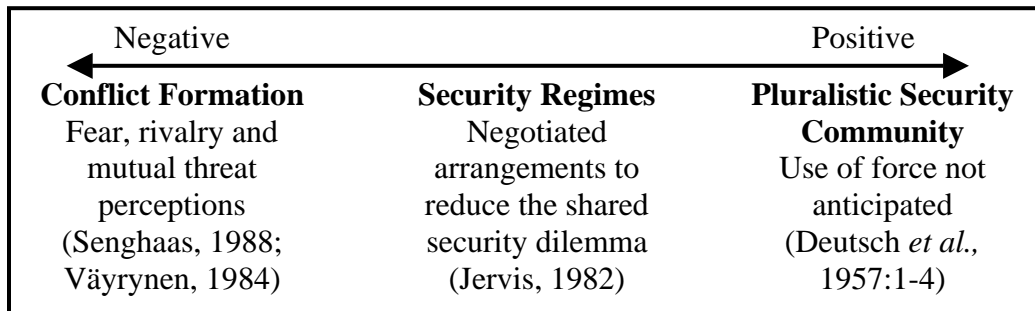 Negative
Positive
Conflict Formation
Fear, rivalry and
mutual threat
perceptions
(Senghaas, 1988;
Väyrynen, 1984)
Security Regimes
Negotiated
arrangements to
reduce the shared
security dilemma
(Jervis, 1982)
Pluralistic Security
Community
Use of force not
anticipated
(Deutsch et al.,
1957:1-4)